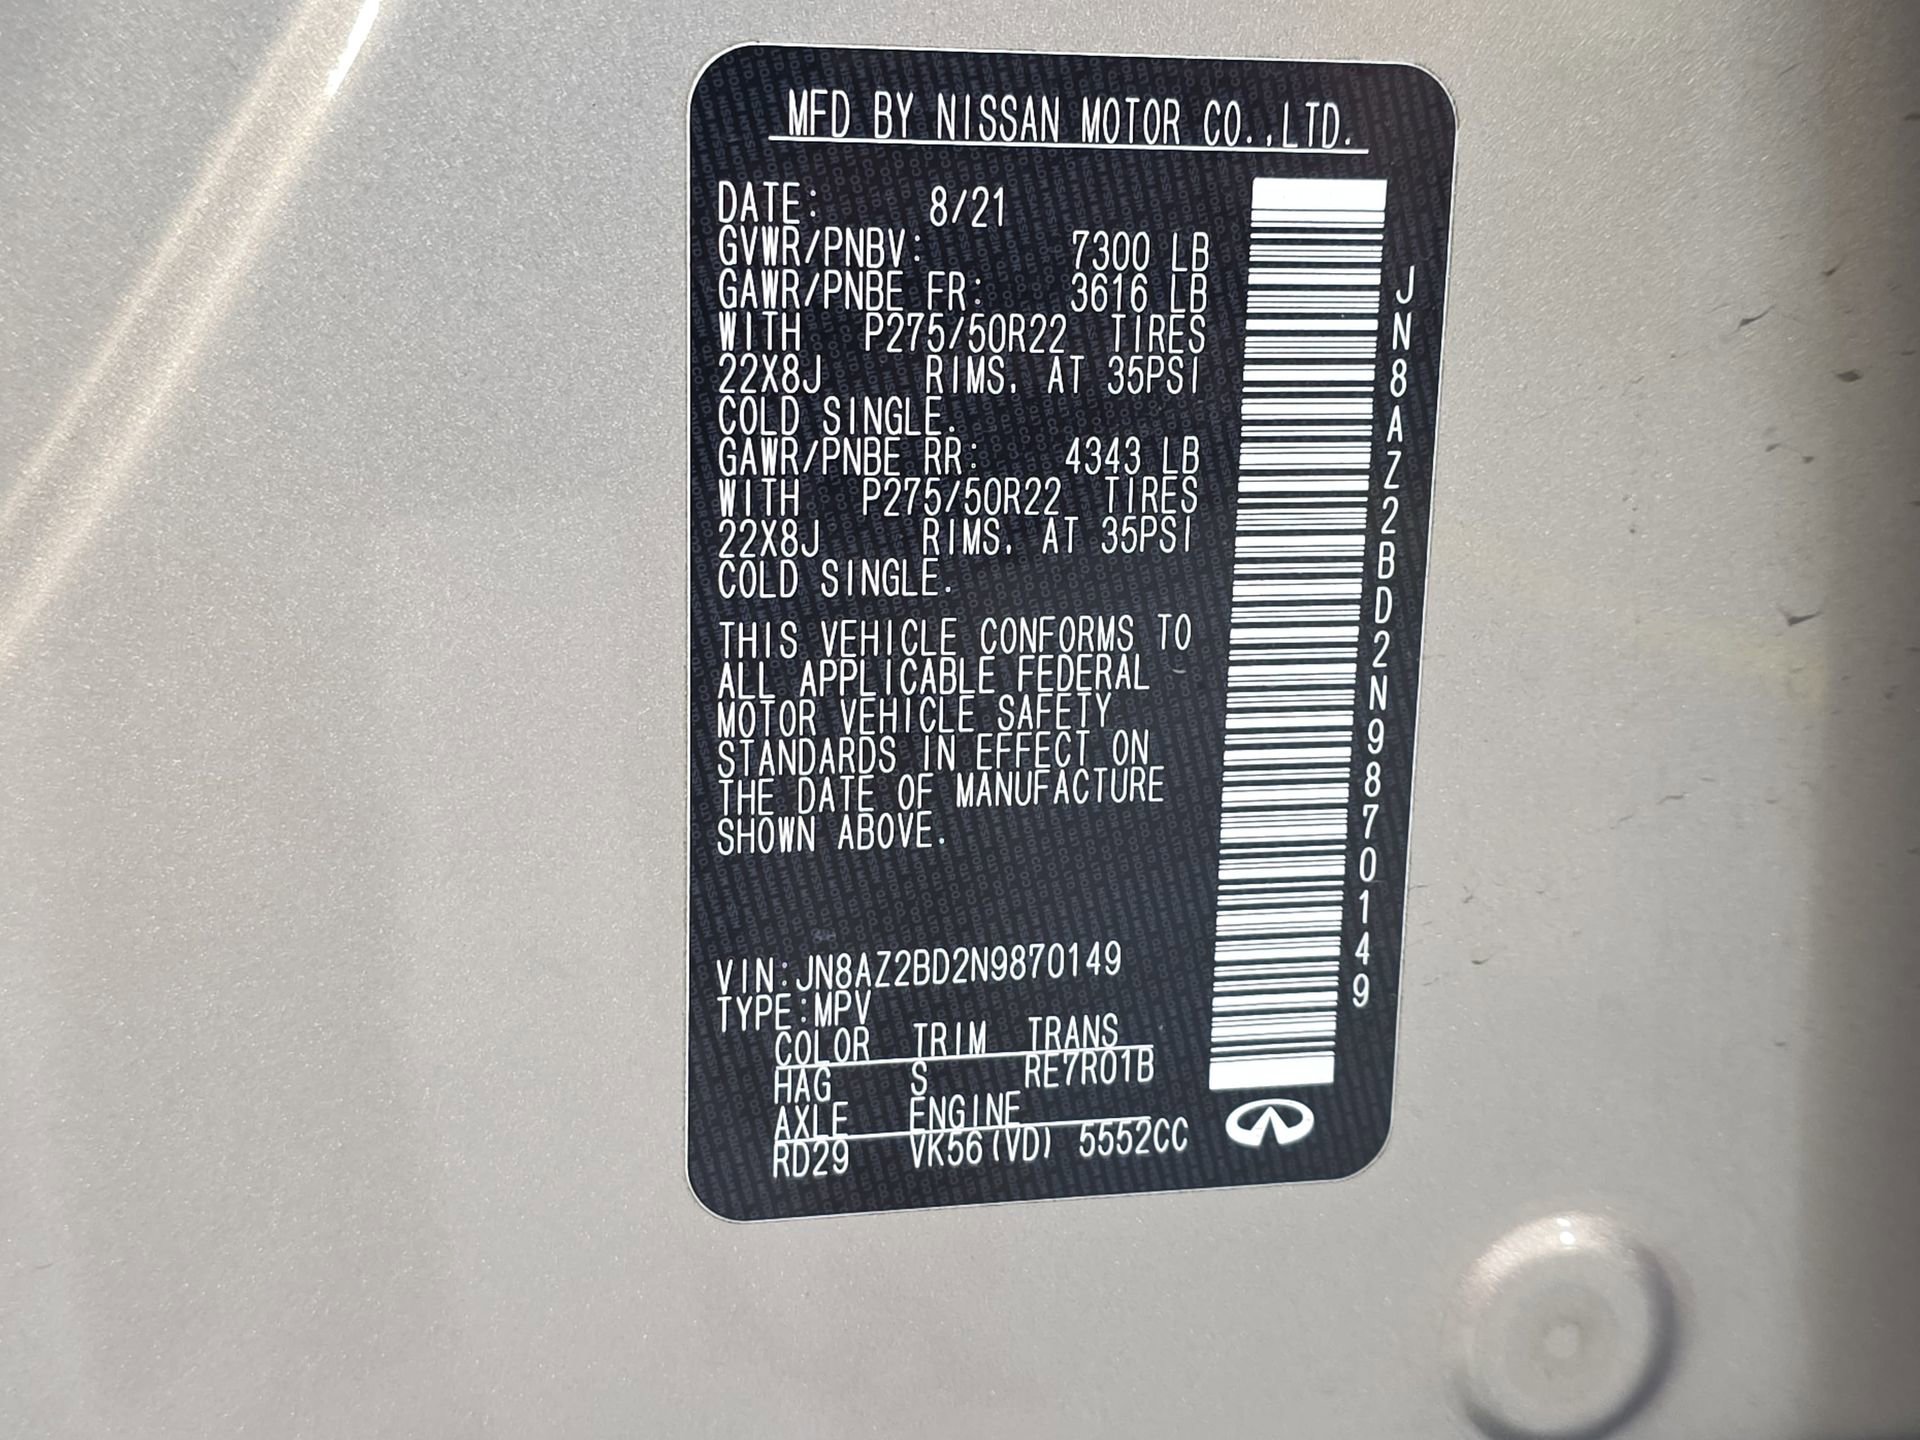 MFD BY NISSAN MOTOR CO.,LTD.
DATE: 8/21
GVWR/PNBV: 7300 LB
GAWR/PNBE FR: 3616 LB
WITH P275/50R22 TIRES
22X8J RIMS. AT 35PSI
COLD SINGLE.
GAWR/PNBE RR: 4343 LB
WITH P275/50R22 TIRES
22X8J RIMS. AT 35PSI
COLD SINGLE.
THIS VEHICLE CONFORMS TO
ALL APPLICABLE FEDERAL
MOTOR VEHICLE SAFETY
STANDARDS IN EFFECT ON
THE DATE OF MANUFACTURE
SHOWN ABOVE.
VIN:JN8AZ2BD2N9870149
TYPE:MPV
COLOR TRIM TRANS
HAG S RE7R01B
AXLE ENGINE
RD29 VK56(VD) 5552CC
JN8AZ2BD2N9870149